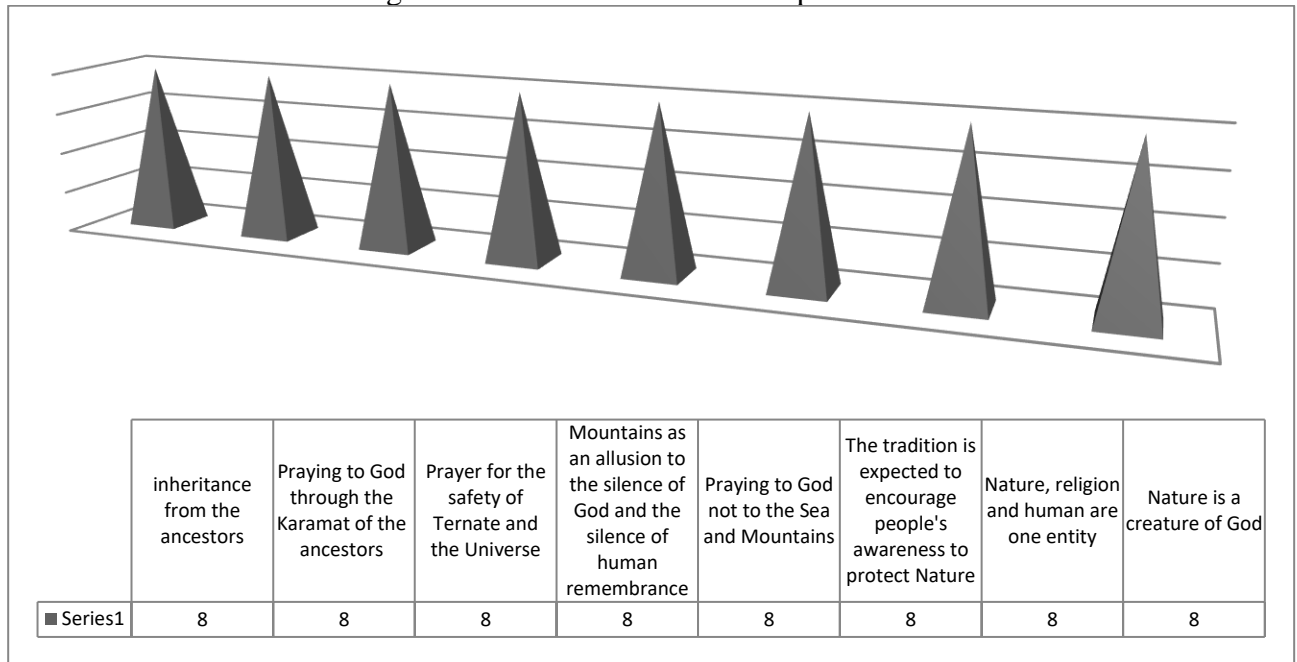 inheritance
from the
ancestors
Praying to God
through the
Karamat of the
ancestors
Prayer for the
safety of
Ternate and
the Universe
Mountains as
an allusion to
the silence of
God and the
silence of
human
remembrance
Praying to God
not to the Sea
and Mountains
The tradition is
expected to
encourage
people's
awareness to
protect Nature
Nature, religion
and human are
one entity
Nature is a
creature of God
Series1 8 8 8 8 8 8 8 8